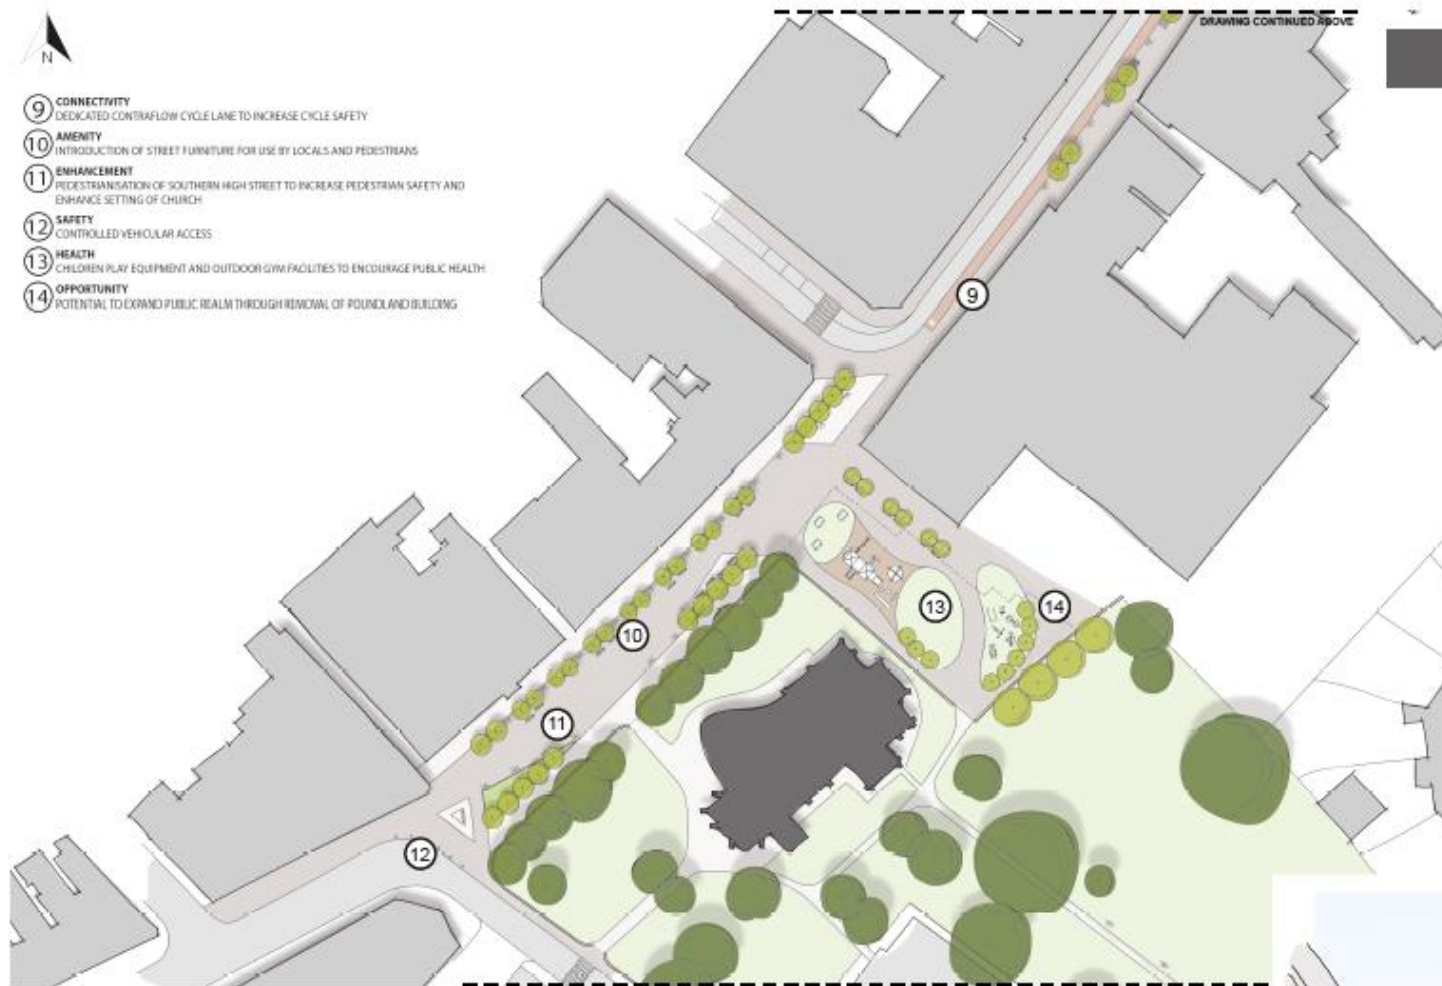 DRAWING CONTINUED ABOVE
N
9 CONNECTIVITY
DEDICATED CONTRAFLOW CYCLE LANE TO INCREASE CYCLE SAFETY
10 AMENITY
INTRODUCTION OF STREET FURNITURE FOR USE BY LOCALS AND PEDESTRIANS
11 ENHANCEMENT
PEDESTRIANISATION OF SOUTHERN HIGH STREET TO INCREASE PEDESTRIAN SAFETY AND
ENHANCE SETTING OF CHURCH
12 SAFETY
CONTROLLED VEHICULAR ACCESS
13 HEALTH
CHILDREN PLAY EQUIPMENT AND OUTDOOR GYM FACILITIES TO ENCOURAGE PUBLIC HEALTH
14 OPPORTUNITY
POTENTIAL TO EXPAND PUBLIC REALM THROUGH REMOVAL OF POUNDLAND BUILDING
9
13
14
10
11
12